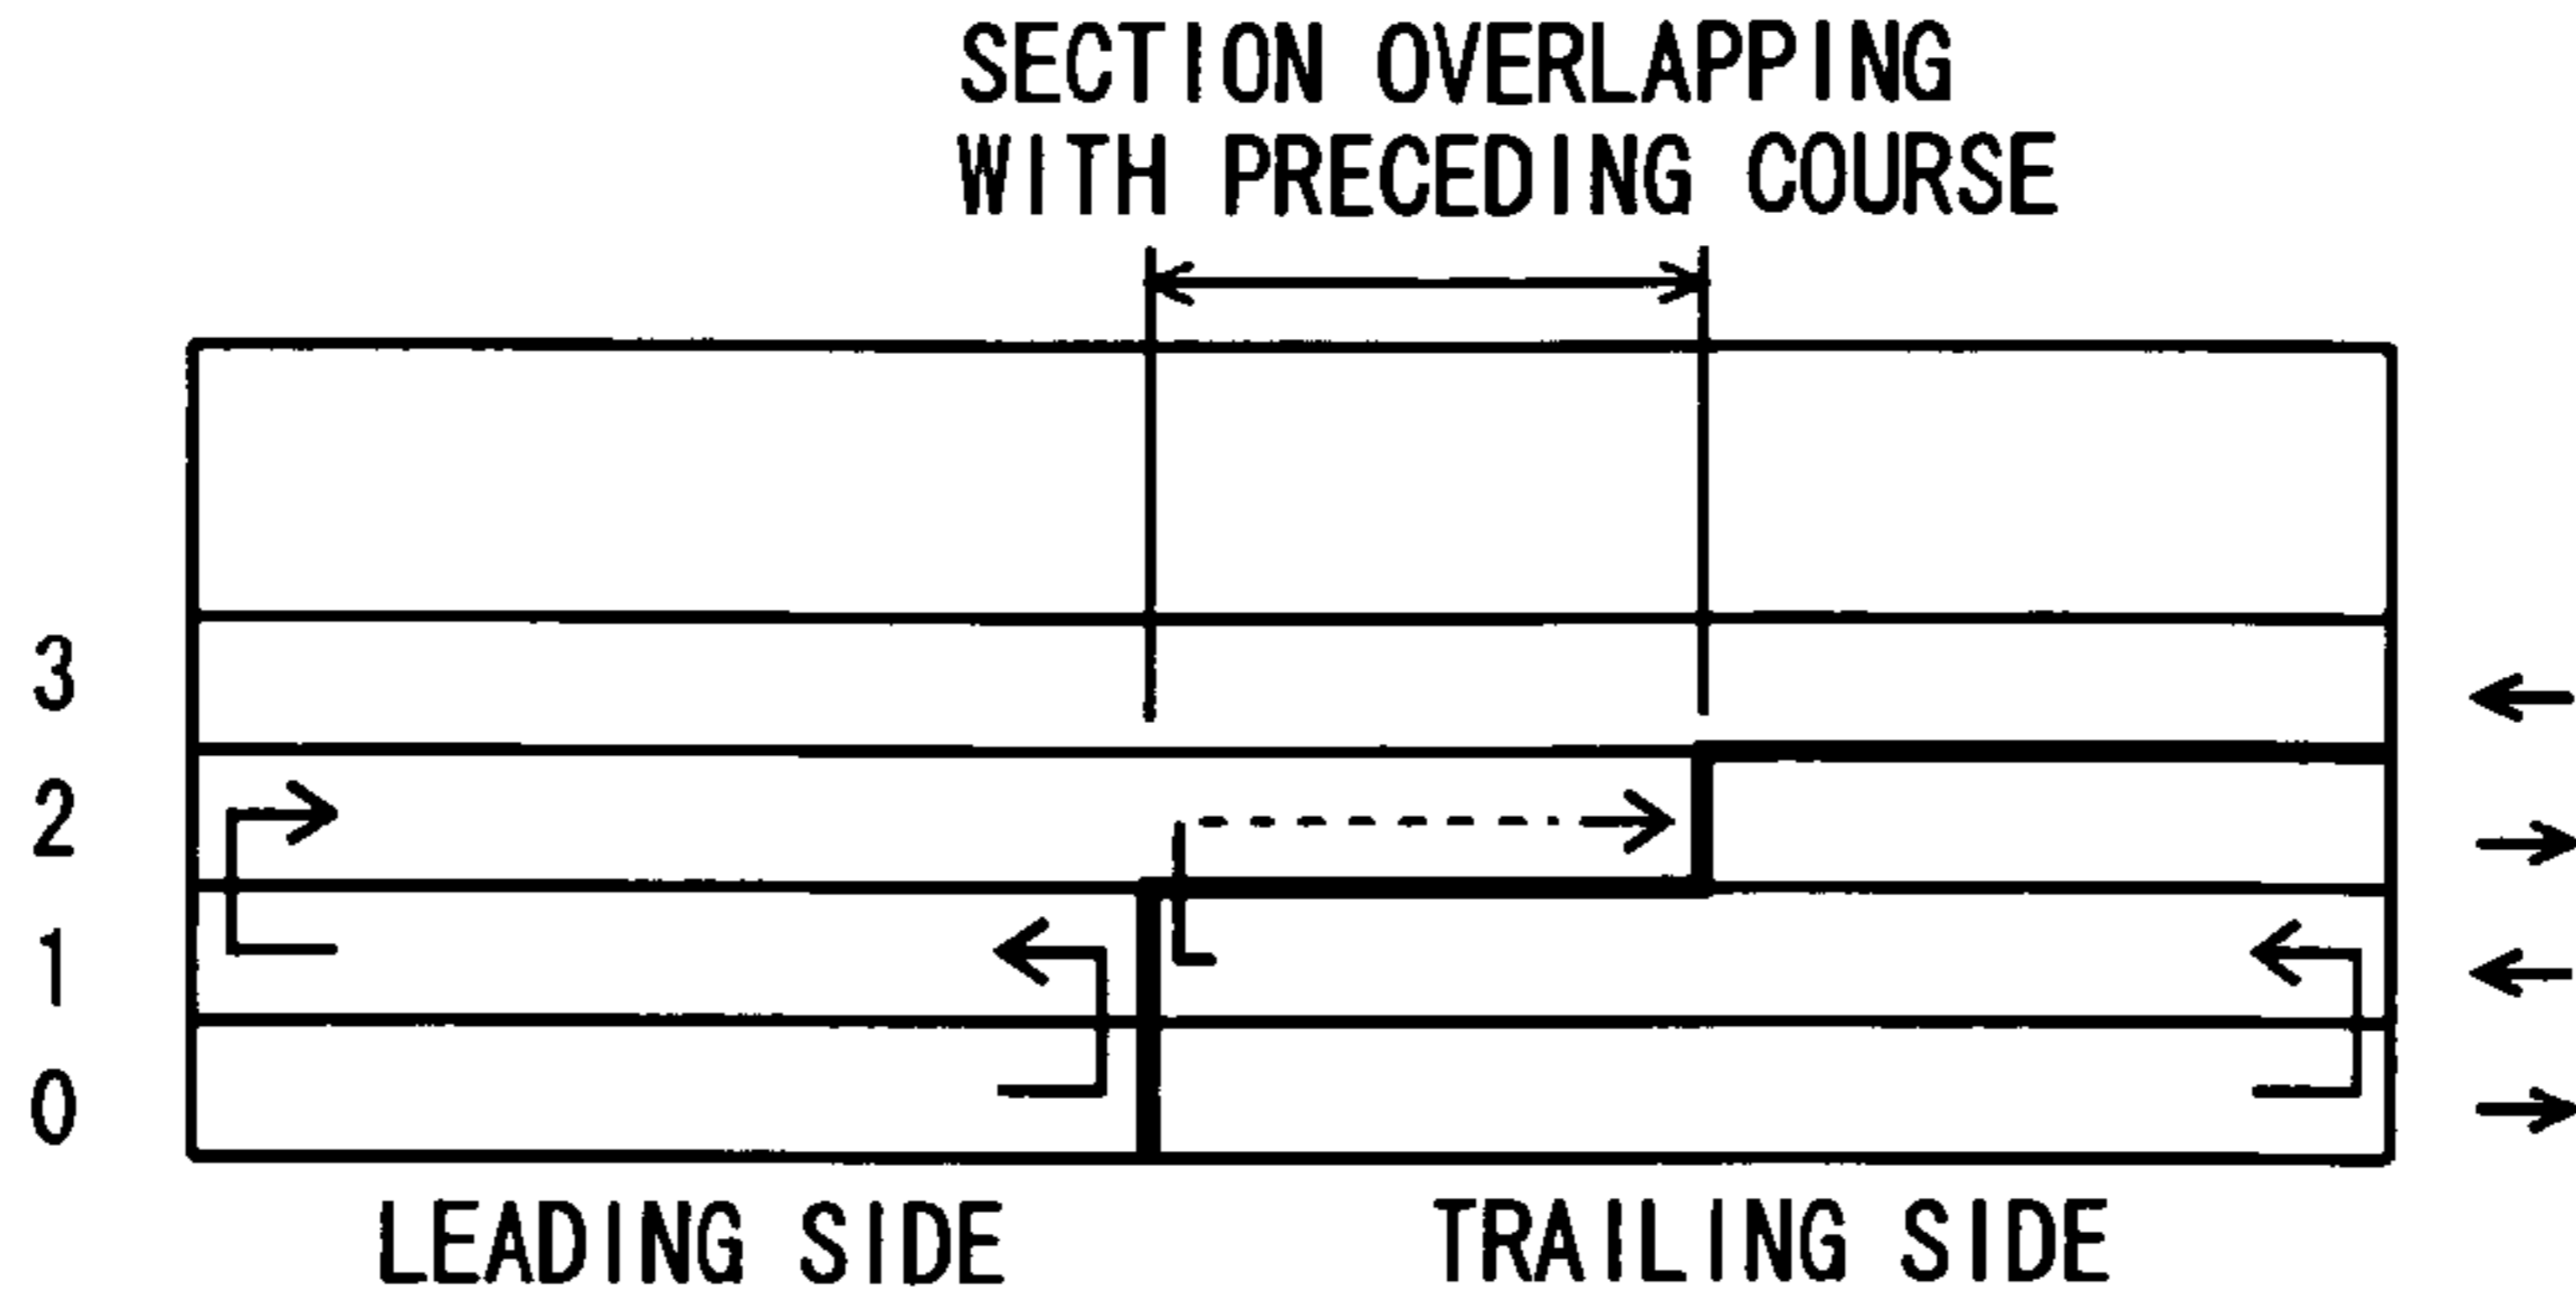 SECTION OVERLAPPING
WITH PRECEDING COURSE
3
2
1
0
LEADING SIDE TRAILING SIDE